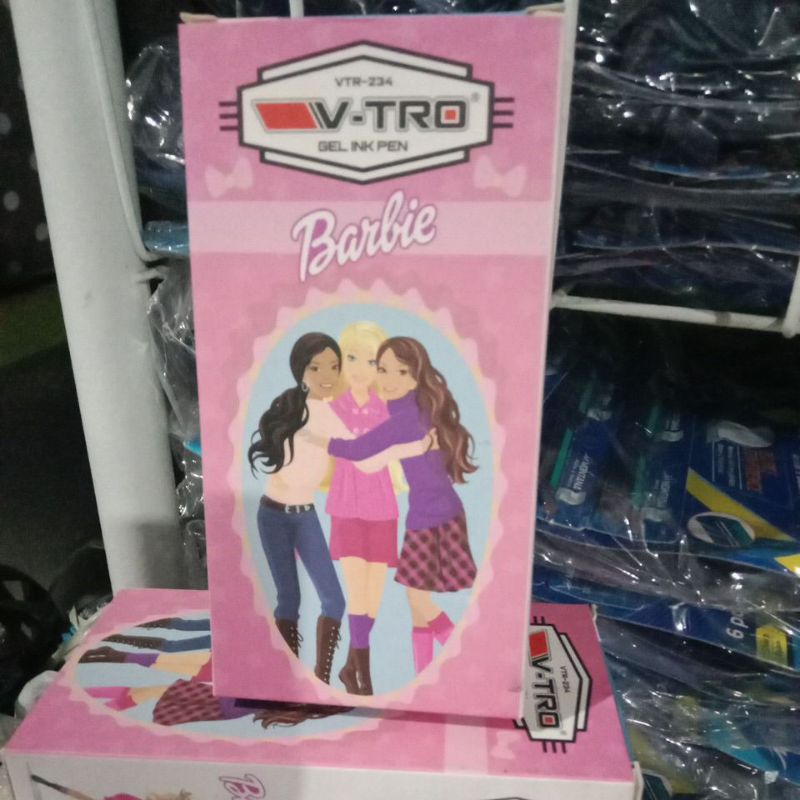 VTR-234
V-TRO®
GEL INK PEN
Barbie
VTR-234
V-TRO